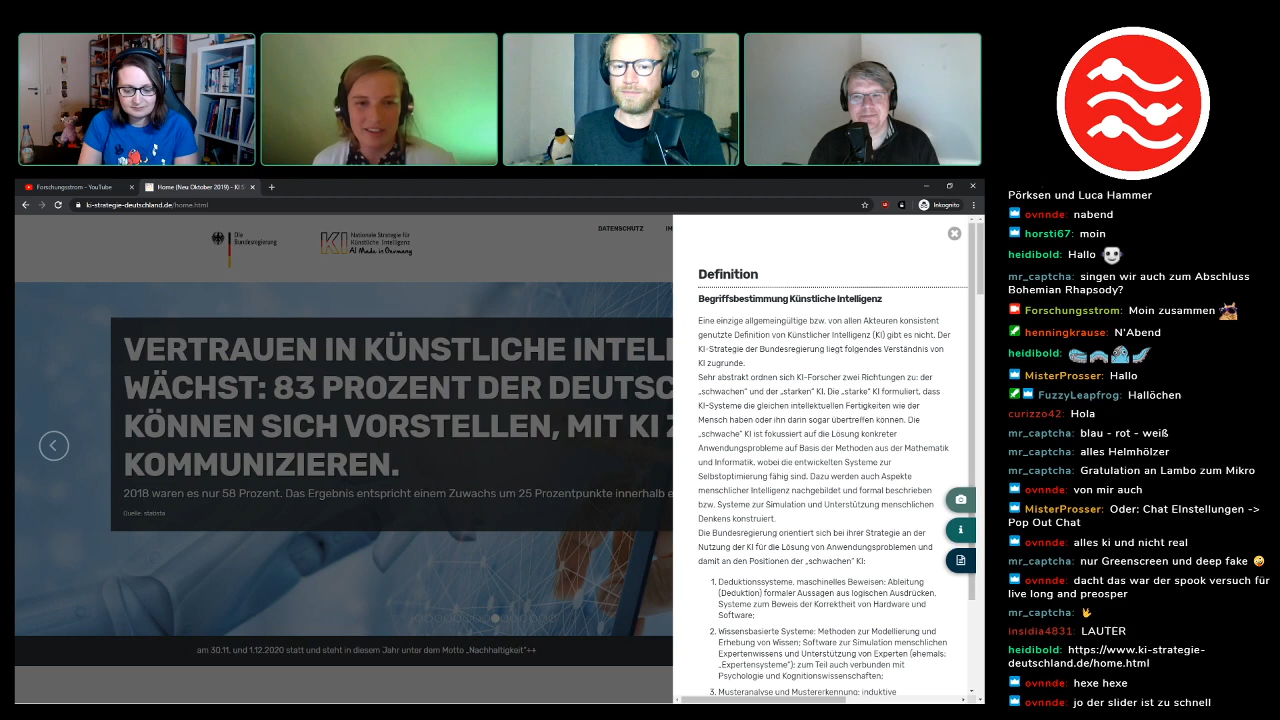 Forschungsstrom - YouTube
Home (Neu Oktober 2019) - KI S
ki-strategie-deutschland.de/home.html
Inkognito
Die
Bundesregierung
KI
Nationale Strategie für
Künstliche Intelligenz
AI Made in Germany
DATENSCHUTZ
IM
VERTRAUEN IN KÜNSTLICHE INTELL
WÄCHST: 83 PROZENT DER DEUTSC
KÖNNEN SICH VORSTELLEN, MIT KI Z
KOMMUNIZIEREN.
2018 waren es nur 58 Prozent. Das Ergebnis entspricht einem Zuwachs um 25 Prozentpunkte innerhalb e
Quelle: statista
am 30.11. und 1.12.2020 statt und steht in diesem Jahr unter dem Motto „Nachhaltigkeit"++
Definition
Begriffsbestimmung Künstliche Intelligenz
Eine einzige allgemeingültige bzw. von allen Akteuren konsistent
genutzte Definition von Künstlicher Intelligenz (KI) gibt es nicht. Der
KI-Strategie der Bundesregierung liegt folgendes Verständnis von
KI zugrunde.
Sehr abstrakt ordnen sich KI-Forscher zwei Richtungen zu: der
„schwachen" und der „starken" KI. Die „starke" KI formuliert, dass
KI-Systeme die gleichen intellektuellen Fertigkeiten wie der
Mensch haben oder ihn darin sogar übertreffen können. Die
„schwache" KI ist fokussiert auf die Lösung konkreter
Anwendungsprobleme auf Basis der Methoden aus der Mathematik
und Informatik, wobei die entwickelten Systeme zur
Selbstoptimierung fähig sind. Dazu werden auch Aspekte
menschlicher Intelligenz nachgebildet und formal beschrieben
bzw. Systeme zur Simulation und Unterstützung menschlichen
Denkens konstruiert.
Die Bundesregierung orientiert sich bei ihrer Strategie an der
Nutzung der KI für die Lösung von Anwendungsproblemen und
damit an den Positionen der „schwachen" KI:
1. Deduktionssysteme, maschinelles Beweisen: Ableitung
(Deduktion) formaler Aussagen aus logischen Ausdrücken,
Systeme zum Beweis der Korrektheit von Hardware und
Software;
2. Wissensbasierte Systeme: Methoden zur Modellierung und
Erhebung von Wissen; Software zur Simulation menschlichen
Expertenwissens und Unterstützung von Experten (ehemals:
„Expertensysteme"); zum Teil auch verbunden mit
Psychologie und Kognitionswissenschaften;
3. Musteranalyse und Mustererkennung: induktive
Pörksen und Luca Hammer
ovnnde: nabend
horsti67: moin
heidibold: Hallo
mr_captcha: singen wir auch zum Abschluss
Bohemian Rhapsody?
Forschungsstrom: Moin zusammen
henningkrause: N'Abend
heidibold:
MisterProsser: Hallo
FuzzyLeapfrog: Hallöchen
curizzo42: Hola
mr_captcha: blau - rot - weiß
mr_captcha: alles Helmhölzer
mr_captcha: Gratulation an Lambo zum Mikro
ovnnde: von mir auch
MisterProsser: Oder: Chat EInstellungen ->
Pop Out Chat
ovnnde: alles ki und nicht real
mr_captcha: nur Greenscreen und deep fake
ovnnde: dacht das war der spook versuch für
live long and preosper
mr_captcha:
insidia4831: LAUTER
heidibold: https://www.ki-strategie-
deutschland.de/home.html
ovnnde: hexe hexe
ovnnde: jo der slider ist zu schnell